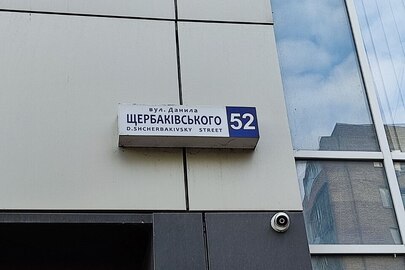 вул. Данила
ЩЕРБАКІВСЬКОГО
D.SHCHERBAKIVSKY STREET
52